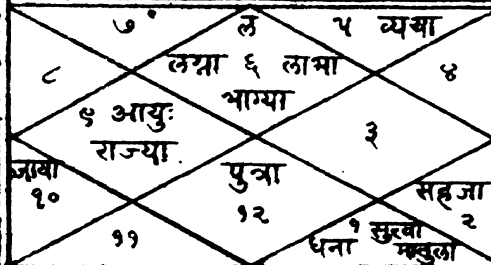 ७ ल ५ व्यया
८ लग्ना ६ लाभा ४
भाग्या
९ आयुः ३
राज्या
जाया पुत्रा सहजा
१० १२ २
११ धना १ सुखा
मातुला